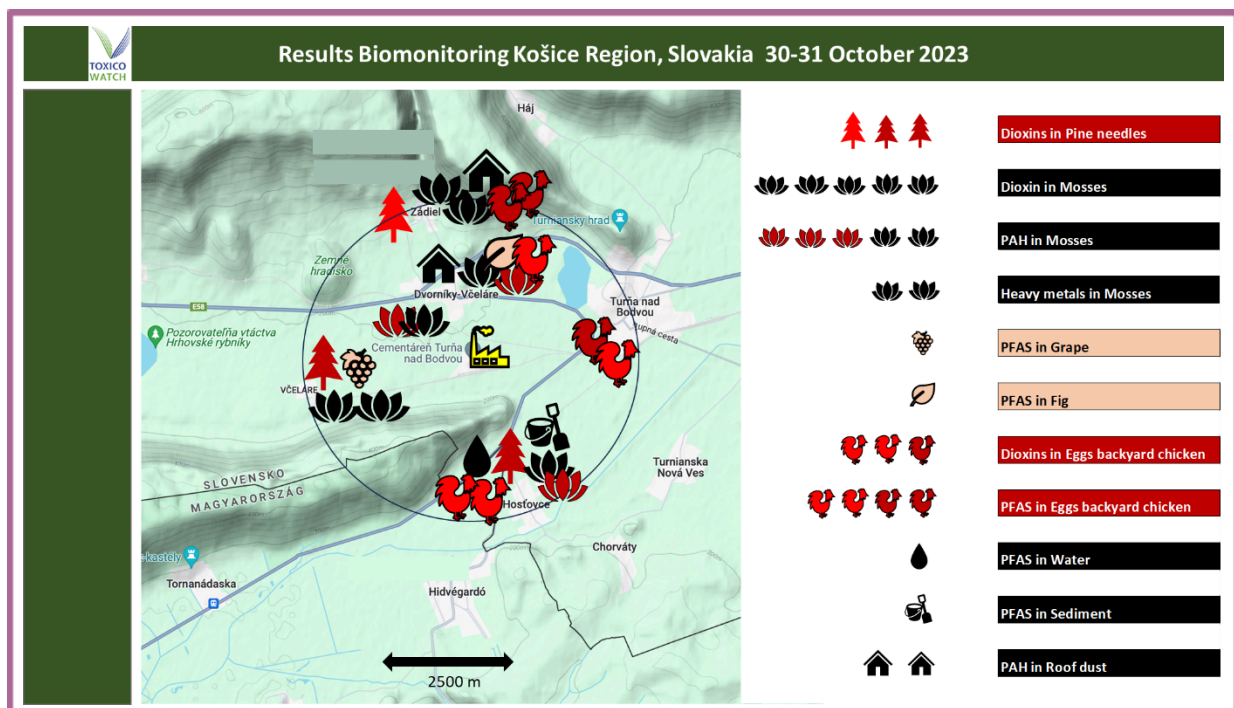 TOXICO
WATCH
Results Biomonitoring Košice Region, Slovakia 30-31 October 2023
Háj
Zádiel
Turniansky hrad
Zemné
hradisko
Dvorníky-Včeláre
E58
Turňa nad
Bodvou
Pozorovateľňa vtáctva
Hrhovské rybníky
Cementáreň Turňa
nad Bodvou
VČELÁRE
SLOVENSKO
MAGYARORSZÁG
Turnianska
Nová Ves
Hosťovce
Chorváty
Tornanádaska
Hidvégardó
2500 m
Dioxins in Pine needles
Dioxin in Mosses
PAH in Mosses
Heavy metals in Mosses
PFAS in Grape
PFAS in Fig
Dioxins in Eggs backyard chicken
PFAS in Eggs backyard chicken
PFAS in Water
PFAS in Sediment
PAH in Roof dust